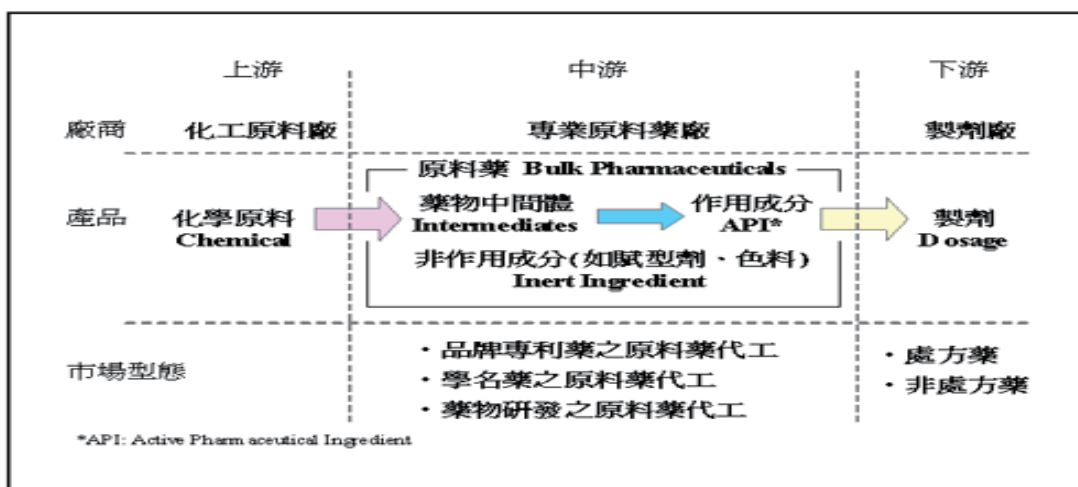 上游 中游 下游
廠商 化工原料廠 專業原料藥廠 製劑廠
原料藥 Bulk Pharmaceuticals
產品 化學原料 藥物中間體 作用成分 製劑
Chemical Intermediates API* Dosage
非作用成分(如賦型劑、色料)
Inert Ingredient
市場型態
・品牌專利藥之原料藥代工
・學名藥之原料藥代工
・藥物研發之原料藥代工
・處方藥
・非處方藥
*API: Active Pharmaceutical Ingredient